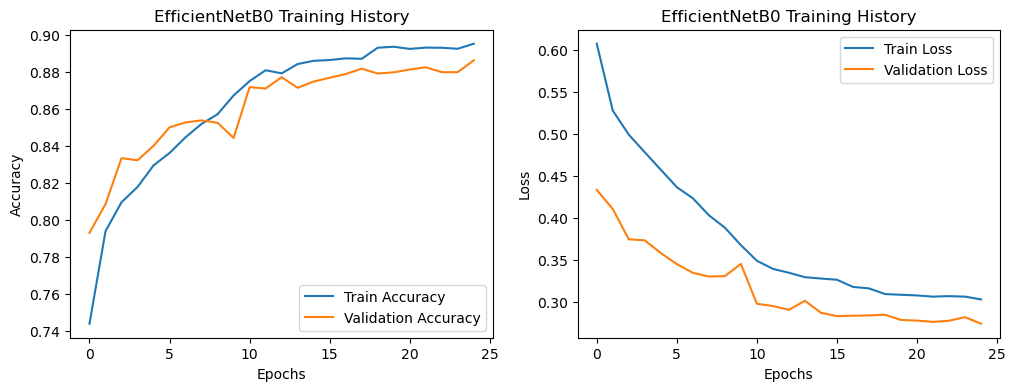 EfficientNetB0 Training History
0.90
0.88
0.86
0.84
0.82
0.80
0.78
0.76
0.74
Accuracy
Train Accuracy
Validation Accuracy
0 5 10 15 20 25
Epochs
EfficientNetB0 Training History
0.60
0.55
0.50
0.45
0.40
0.35
0.30
Loss
Train Loss
Validation Loss
0 5 10 15 20 25
Epochs